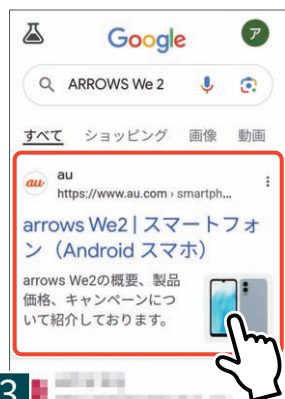 Google
ア
ARROWS We 2
すべて ショッピング 画像 動画
au
au
https://www.au.com › smartph...
arrows We2 | スマートフォ
ン（Android スマホ）
arrows We2の概要、製品
価格、キャンペーンにつ
いて紹介しております。
3